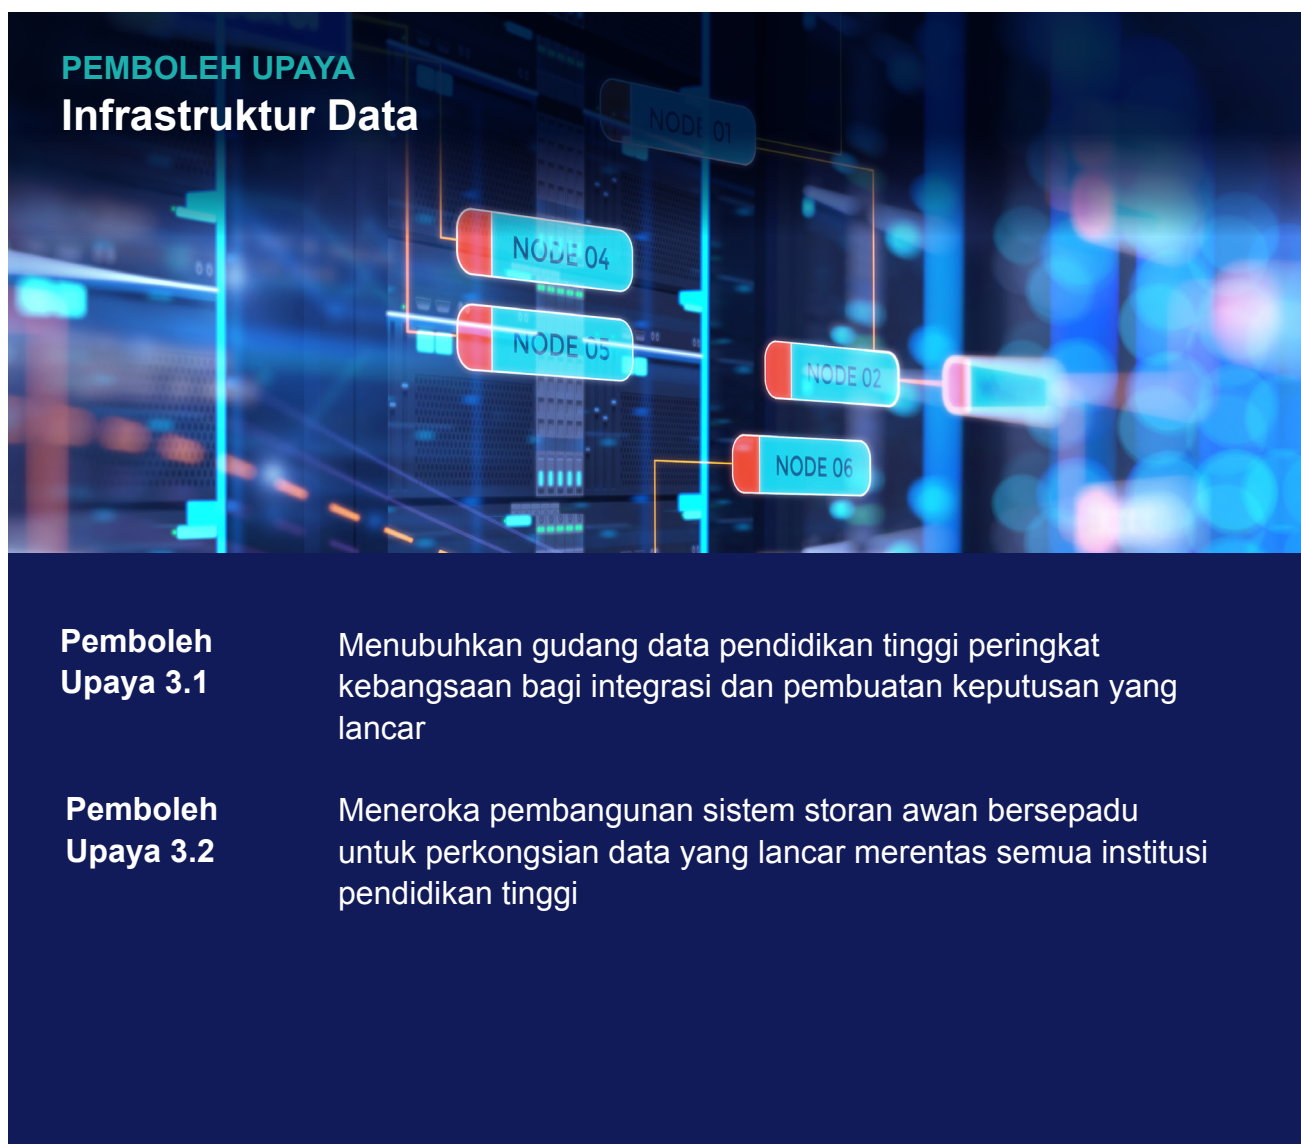 PEMBOLEH UPAYA
Infrastruktur Data
NODE 01
NODE 04
NODE 05
NODE 02
NODE 06
Pemboleh
Upaya 3.1
Menubuhkan gudang data pendidikan tinggi peringkat
kebangsaan bagi integrasi dan pembuatan keputusan yang
lancar
Pemboleh
Upaya 3.2
Meneroka pembangunan sistem storan awan bersepadu
untuk perkongsian data yang lancar merentas semua institusi
pendidikan tinggi